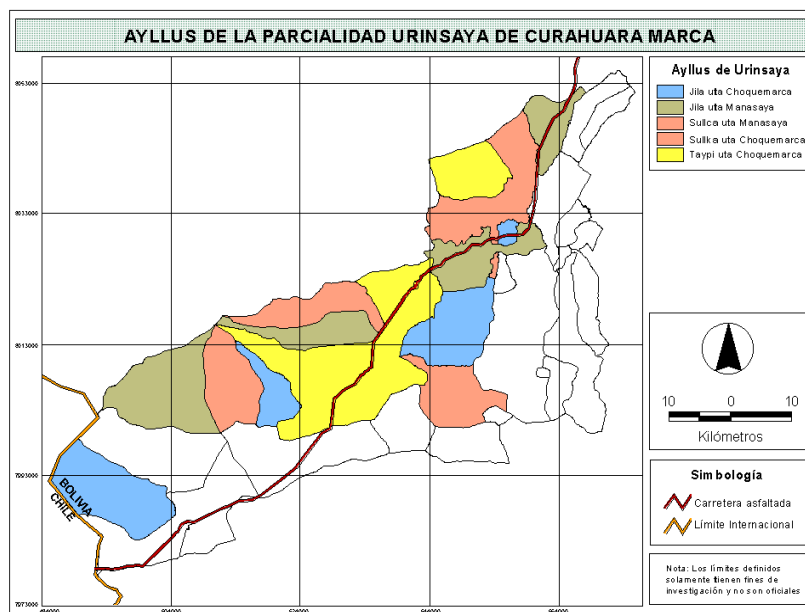 AYLLUS DE LA PARCIALIDAD URINSAYA DE CURAHUARA MARCA
Ayllus de Urinsaya
Jila uta Choquemarca
Jila uta Manasaya
Sullca uta Manasaya
Sullka uta Choquemarca
Taypi uta Choquemarca
8013000
7993000
7973000
BOLIVIA
CHILE
10 0 10
Kilómetros
Simbología
Carretera asfaltada
Límite Internacional
Nota: Los límites definidos
solamente tienen fines de
investigación y no son oficiales